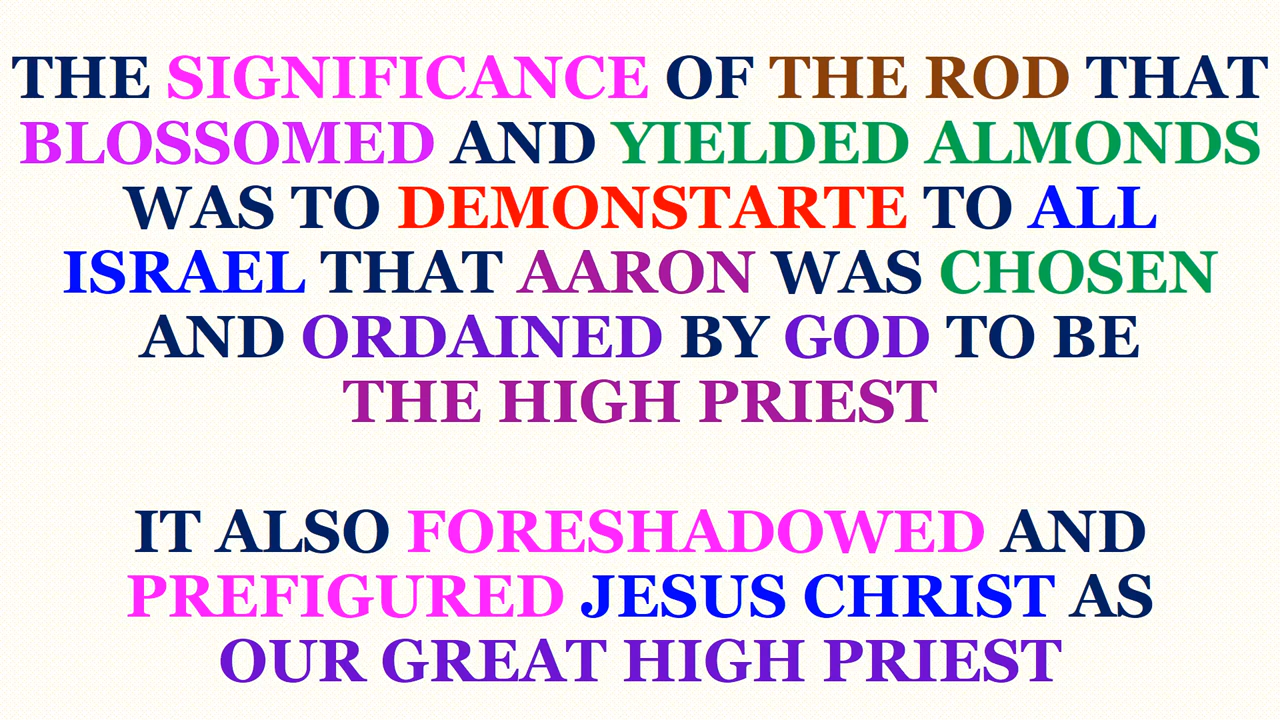 THE SIGNIFICANCE OF THE ROD THAT
BLOSSOMED AND YIELDED ALMONDS
WAS TO DEMONSTARTE TO ALL
ISRAEL THAT AARON WAS CHOSEN
AND ORDAINED BY GOD TO BE
THE HIGH PRIEST
IT ALSO FORESHADOWED AND
PREFIGURED JESUS CHRIST AS
OUR GREAT HIGH PRIEST